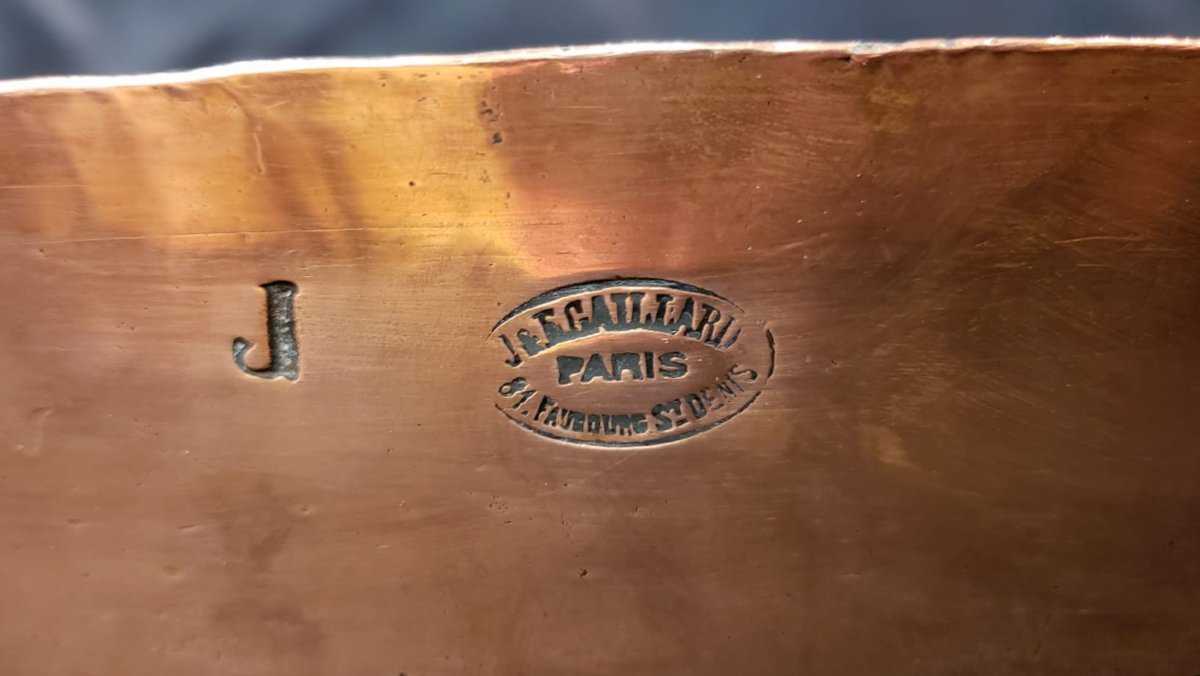 J
J & E. GAILLARD
PARIS
81, FAUBOURG ST DENIS